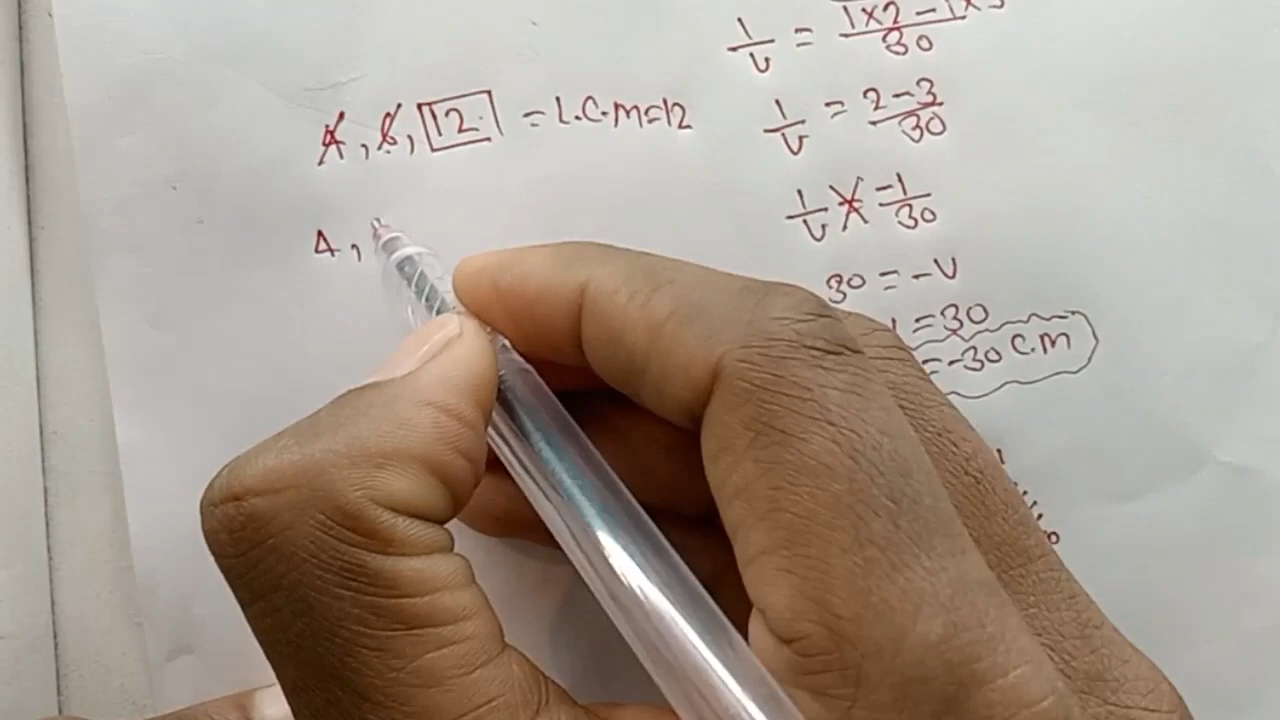 4, 6, 12. = L.C.M=12
4,
1/v = 1×2-1×3/30
1/v = 2-3/30
1/v = -1/30
30 = -v
=30
=-30 C.M